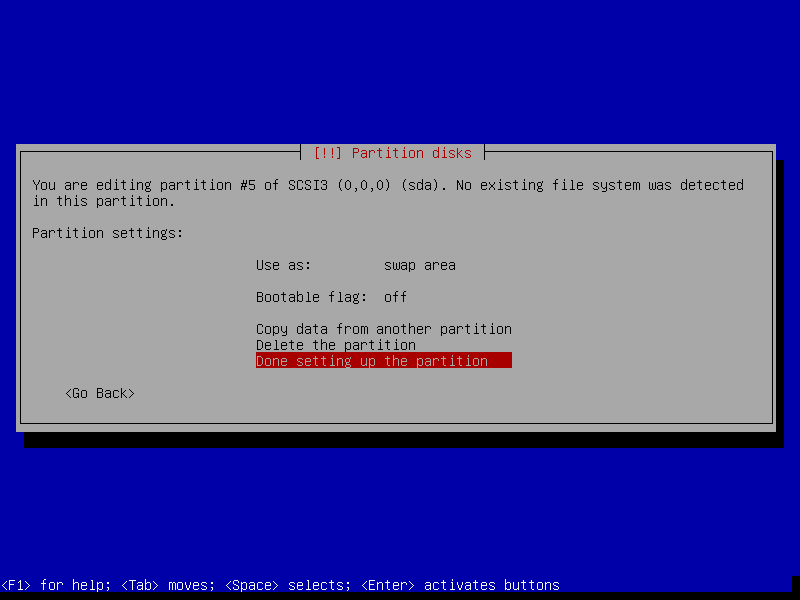 [!!] Partition disks
You are editing partition #5 of SCSI3 (0,0,0) (sda). No existing file system was detected
in this partition.
Partition settings:
Use as: swap area
Bootable flag: off
Copy data from another partition
Delete the partition
Done setting up the partition
<Go Back>
<F1> for help; <Tab> moves; <Space> selects; <Enter> activates buttons